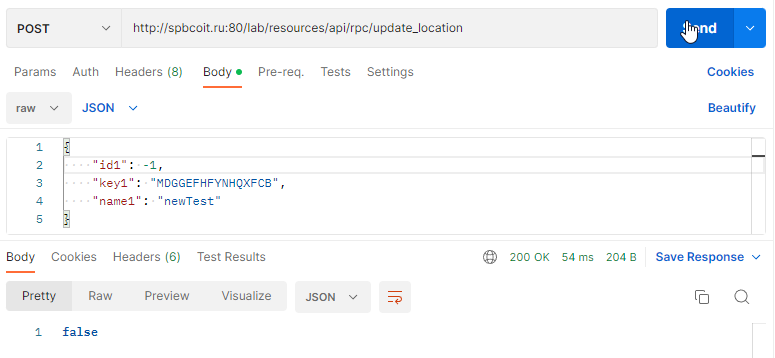 POST http://spbcoit.ru:80/lab/resources/api/rpc/update_location Send
Params Auth Headers (8) Body Pre-req. Tests Settings Cookies
raw JSON Beautify
1 {
2 "id1": -1,
3 "key1": "MDGGEFHFYNHQXFCB",
4 "name1": "newTest"
5 }
Body Cookies Headers (6) Test Results 200 OK 54 ms 204 B Save Response
Pretty Raw Preview Visualize JSON
1 false